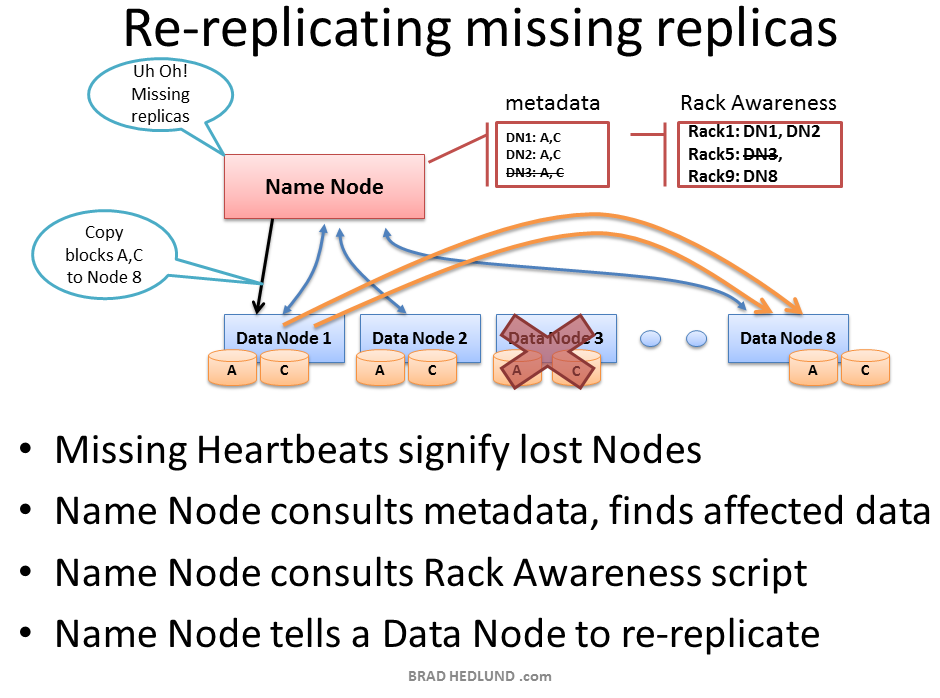 Re-replicating missing replicas
Uh Oh!
Missing
replicas
metadata
DN1: A,C
DN2: A,C
DN3: A, C
Rack Awareness
Rack1: DN1, DN2
Rack5: DN3,
Rack9: DN8
Name Node
Copy
blocks A,C
to Node 8
Data Node 1
Data Node 2
Data Node 3
Data Node 8
A
C
A
C
A
C
A
C
• Missing Heartbeats signify lost Nodes
• Name Node consults metadata, finds affected data
• Name Node consults Rack Awareness script
• Name Node tells a Data Node to re-replicate
BRAD HEDLUND .com